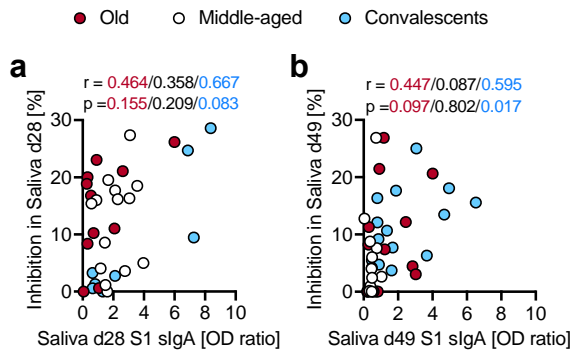 Old Middle-aged Convalescents
a
r = 0.464/0.358/0.667
p =0.155/0.209/0.083
Inhibition in Saliva d28 [%]
30
20
10
0
0 2 4 6 8 10
Saliva d28 S1 sIgA [OD ratio]
b
r = 0.447/0.087/0.595
p = 0.097/0.802/0.017
Inhibition in Saliva d49 [%]
30
20
10
0
0 2 4 6 8 10
Saliva d49 S1 sIgA [OD ratio]